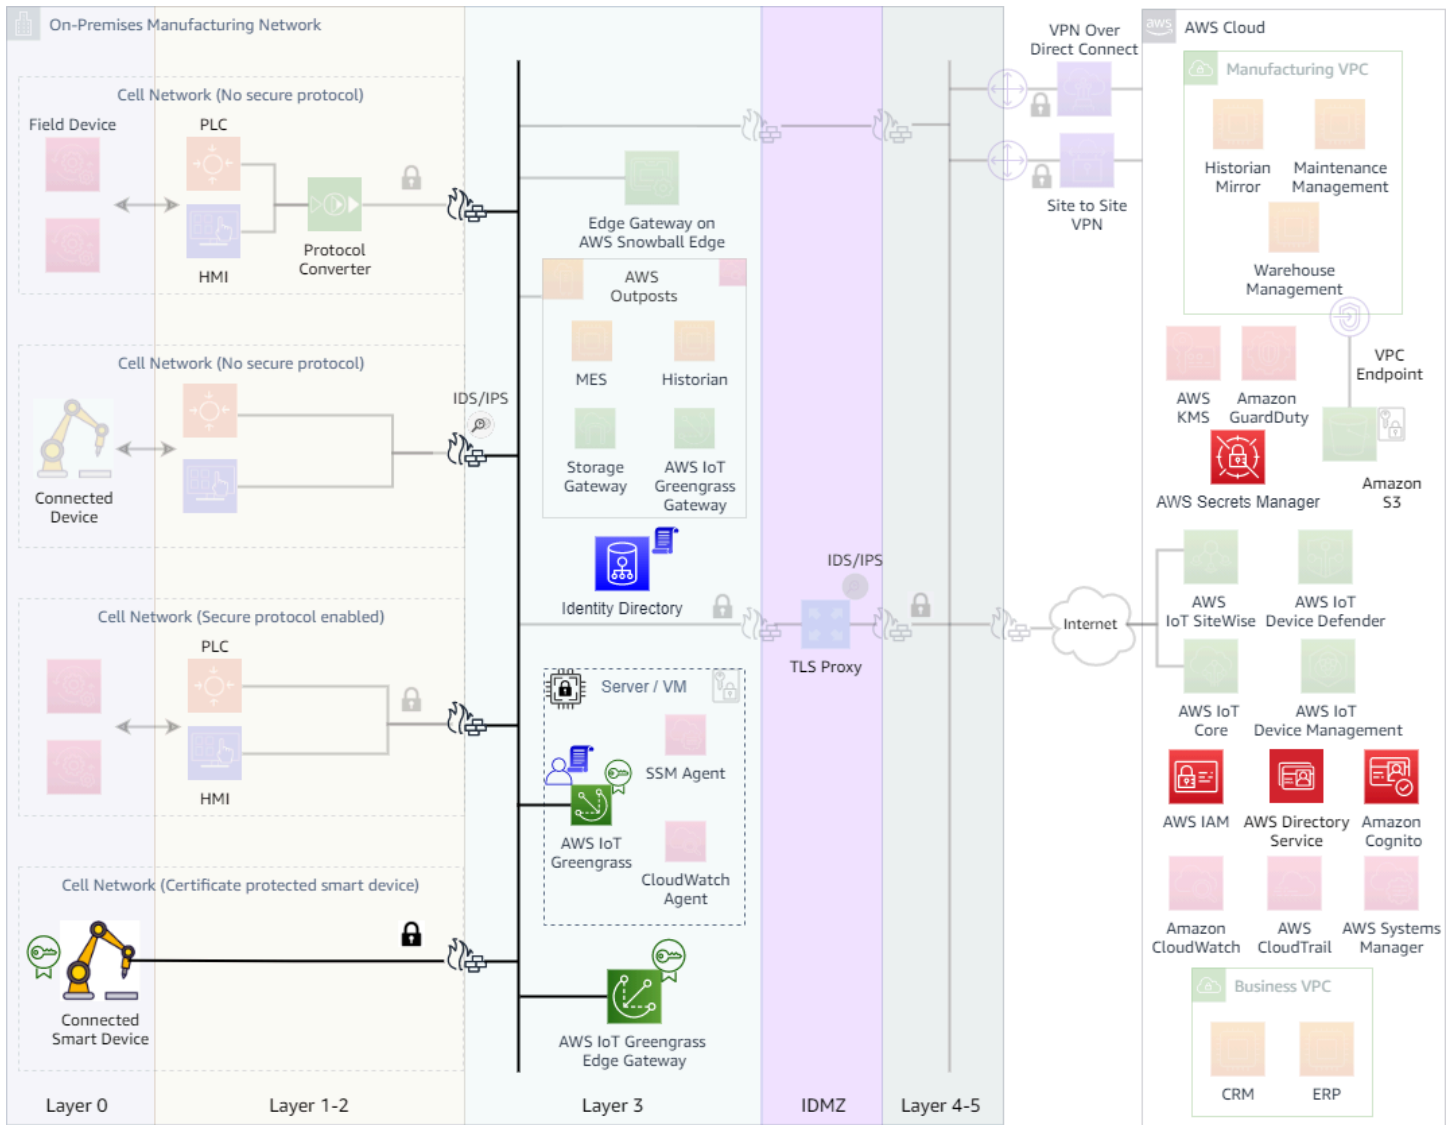 On-Premises Manufacturing Network
Cell Network (No secure protocol)
Field Device
PLC
HMI
Protocol
Converter
Cell Network (No secure protocol)
Connected
Device
IDS/IPS
Cell Network (Secure protocol enabled)
PLC
HMI
Cell Network (Certificate protected smart device)
Connected
Smart Device
Edge Gateway on
AWS Snowball Edge
AWS
Outposts
MES
Historian
Storage
Gateway
AWS IoT
Greengrass
Gateway
Identity Directory
Server / VM
SSM Agent
AWS IoT
Greengrass
CloudWatch
Agent
AWS IoT Greengrass
Edge Gateway
IDS/IPS
TLS Proxy
Layer 0
Layer 1-2
Layer 3
IDMZ
Layer 4-5
VPN Over
Direct Connect
Site to Site
VPN
Internet
aws
AWS Cloud
Manufacturing VPC
Historian
Mirror
Maintenance
Management
Warehouse
Management
VPC
Endpoint
AWS
KMS
Amazon
GuardDuty
AWS Secrets Manager
Amazon
S3
AWS
IoT SiteWise
AWS IoT
Device Defender
AWS IoT
Core
AWS IoT
Device Management
AWS IAM
AWS Directory
Service
Amazon
Cognito
Amazon
CloudWatch
AWS
CloudTrail
AWS Systems
Manager
Business VPC
CRM
ERP